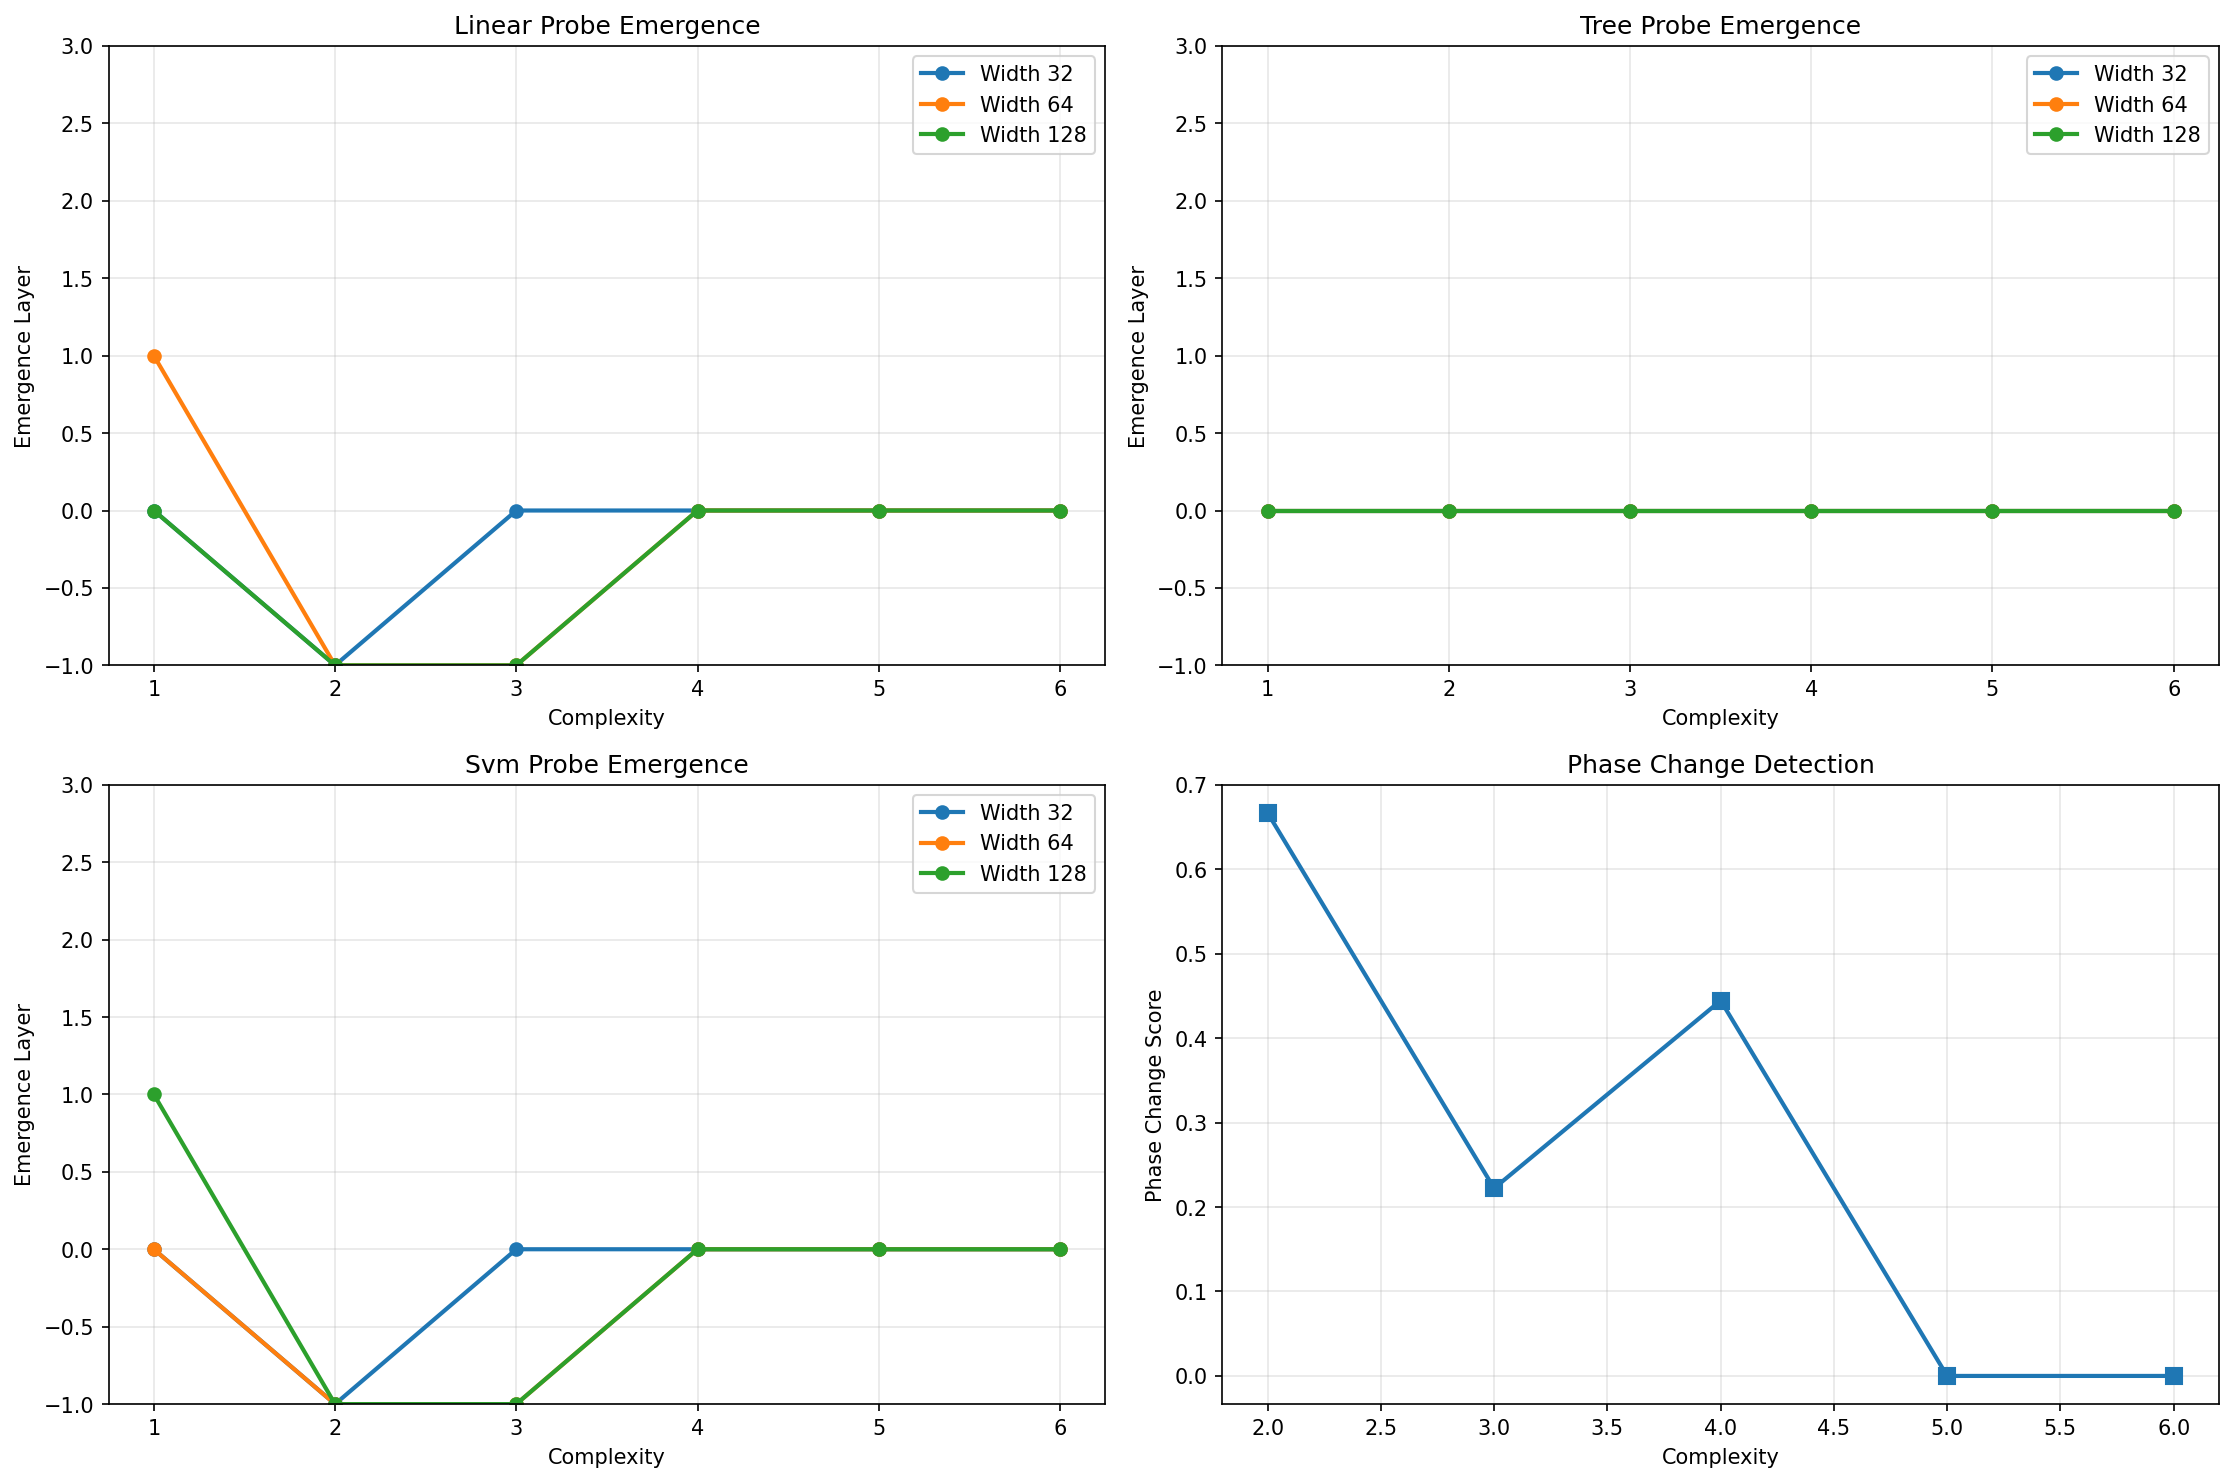 Linear Probe Emergence
3.0
2.5
2.0
1.5
1.0
0.5
0.0
−0.5
−1.0
Emergence Layer
Width 32
Width 64
Width 128
1 2 3 4 5 6
Complexity
Tree Probe Emergence
3.0
2.5
2.0
1.5
1.0
0.5
0.0
−0.5
−1.0
Emergence Layer
Width 32
Width 64
Width 128
1 2 3 4 5 6
Complexity
Svm Probe Emergence
3.0
2.5
2.0
1.5
1.0
0.5
0.0
−0.5
−1.0
Emergence Layer
Width 32
Width 64
Width 128
1 2 3 4 5 6
Complexity
Phase Change Detection
0.7
0.6
0.5
0.4
0.3
0.2
0.1
0.0
Phase Change Score
2.0 2.5 3.0 3.5 4.0 4.5 5.0 5.5 6.0
Complexity